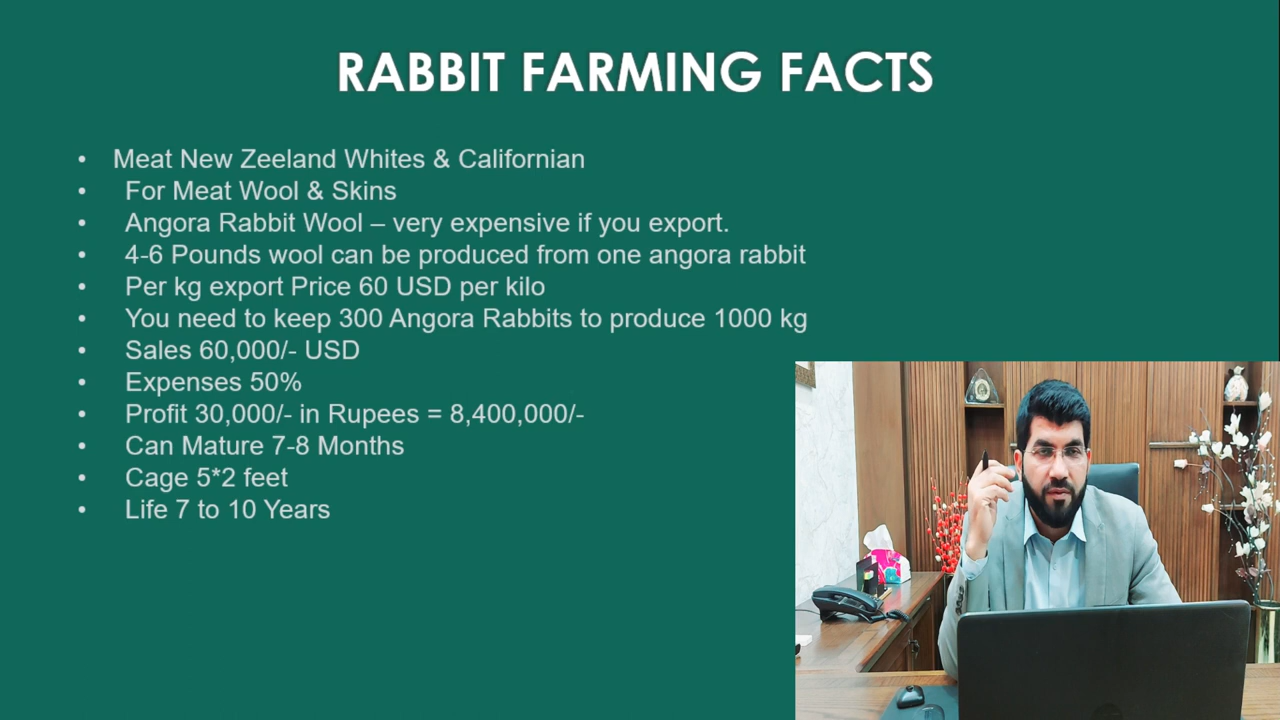 RABBIT FARMING FACTS
• Meat New Zeeland Whites & Californian
• For Meat Wool & Skins
• Angora Rabbit Wool – very expensive if you export.
• 4-6 Pounds wool can be produced from one angora rabbit
• Per kg export Price 60 USD per kilo
• You need to keep 300 Angora Rabbits to produce 1000 kg
• Sales 60,000/- USD
• Expenses 50%
• Profit 30,000/- in Rupees = 8,400,000/-
• Can Mature 7-8 Months
• Cage 5*2 feet
• Life 7 to 10 Years